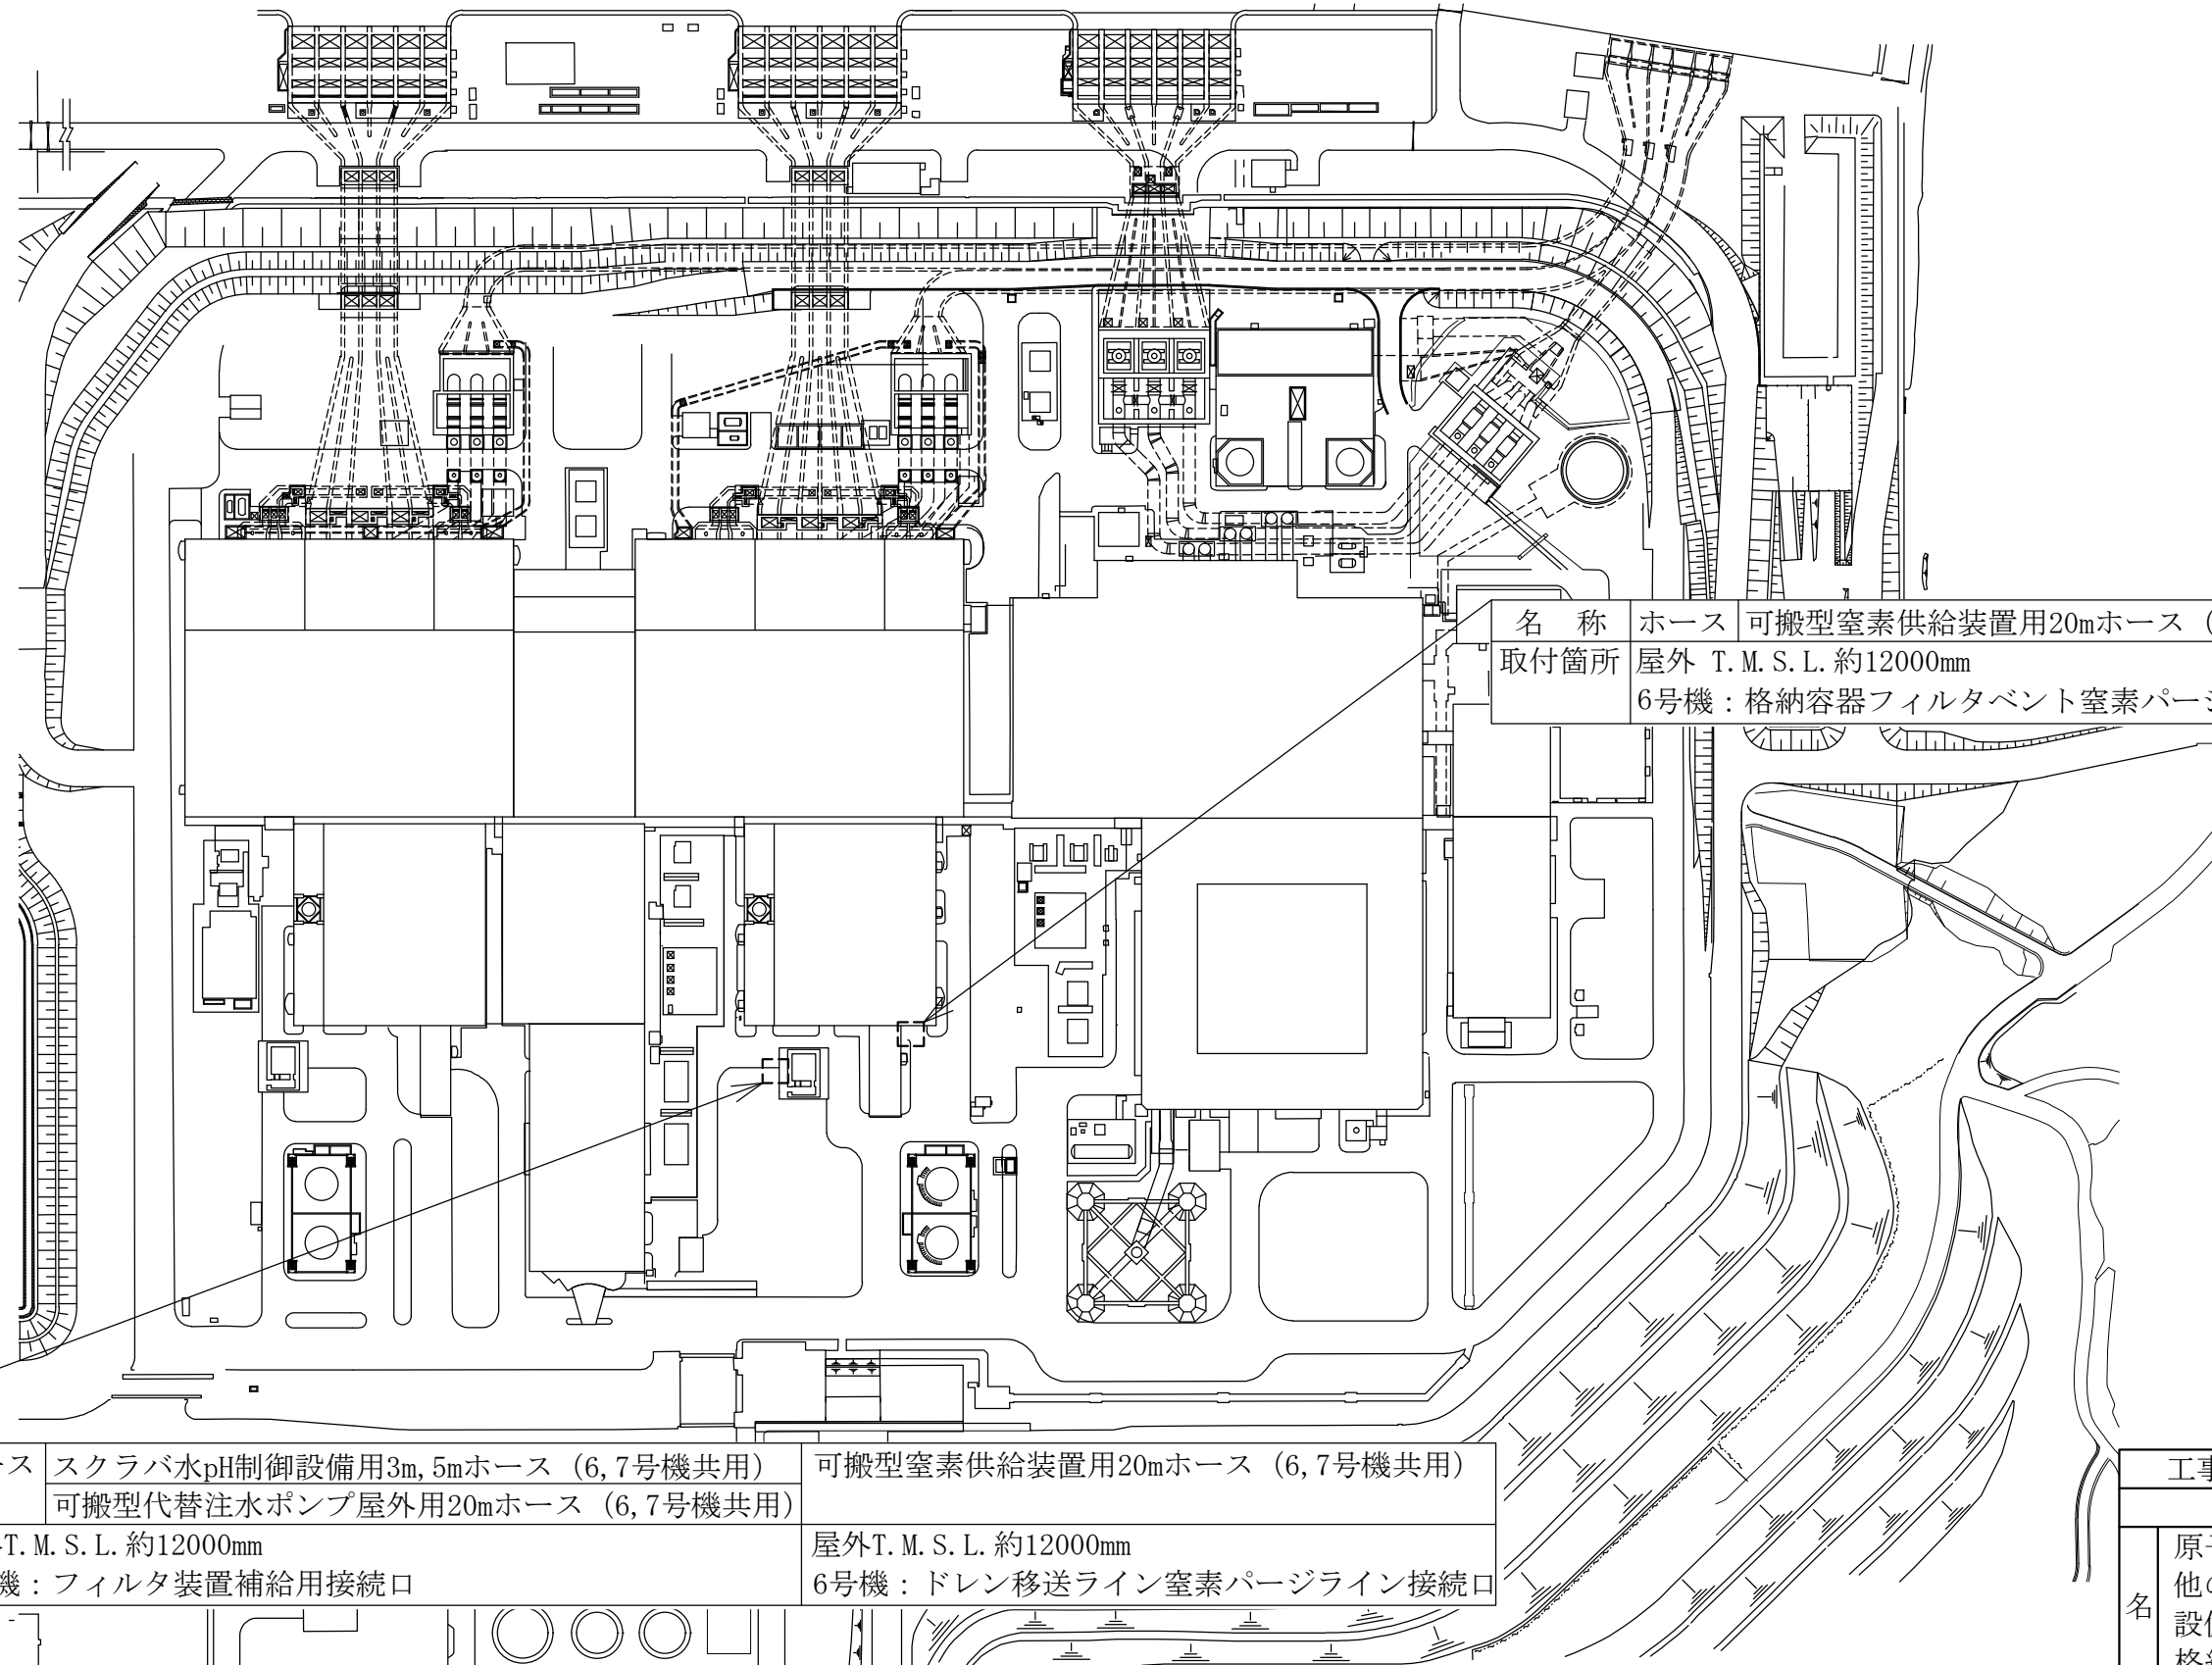 名　称 ホース 可搬型窒素供給装置用20mホース（
取付箇所 屋外 T.M.S.L.約12000mm
6号機：格納容器フィルタベント窒素パージ
ース スクラバ水pH制御設備用3m,5mホース（6,7号機共用） 可搬型窒素供給装置用20mホース（6,7号機共用）
可搬型代替注水ポンプ屋外用20mホース（6,7号機共用）
T.M.S.L.約12000mm 屋外T.M.S.L.約12000mm
機：フィルタ装置補給用接続口 6号機：ドレン移送ライン窒素パージライン接続口
工事
名
原子
他の
設備
格納